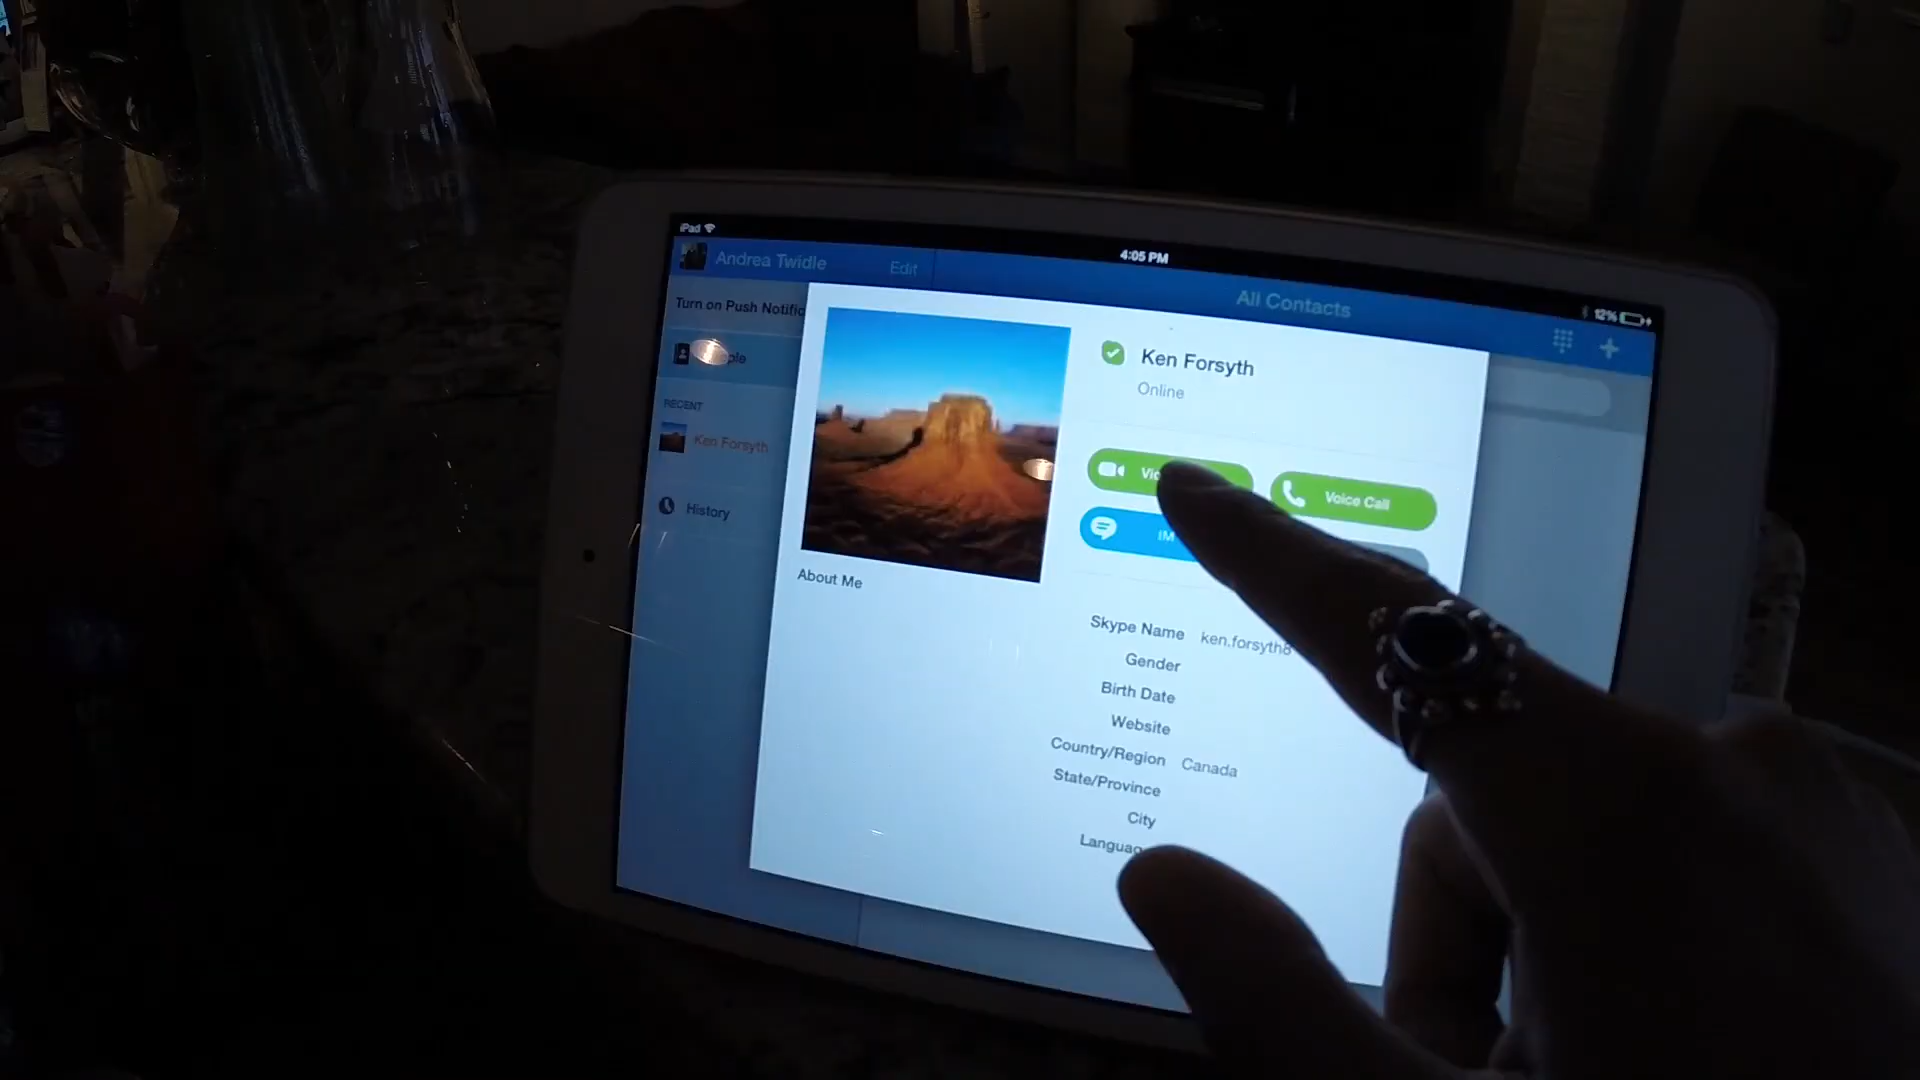 iPad
4:05 PM
12%
Andrea Twidle
Edit
All Contacts
Turn on Push Notific
RECENT
Ken Forsyth
History
Ken Forsyth
Online
Voice Call
IM
About Me
Skype Name ken.forsyth8
Gender
Birth Date
Website
Country/Region Canada
State/Province
City